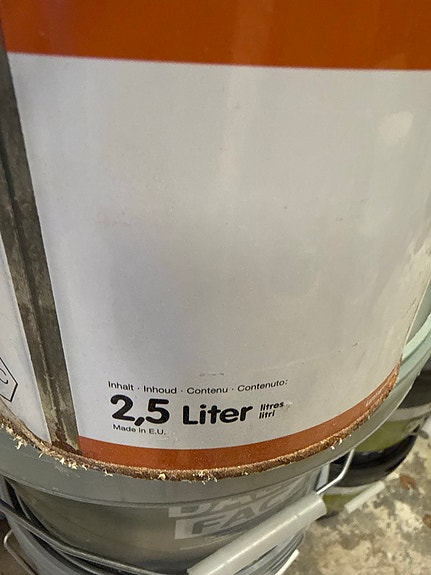 Inhalt · Inhoud · Contenu · Contenuto:
2,5 Liter litres
litri
Made in E.U.